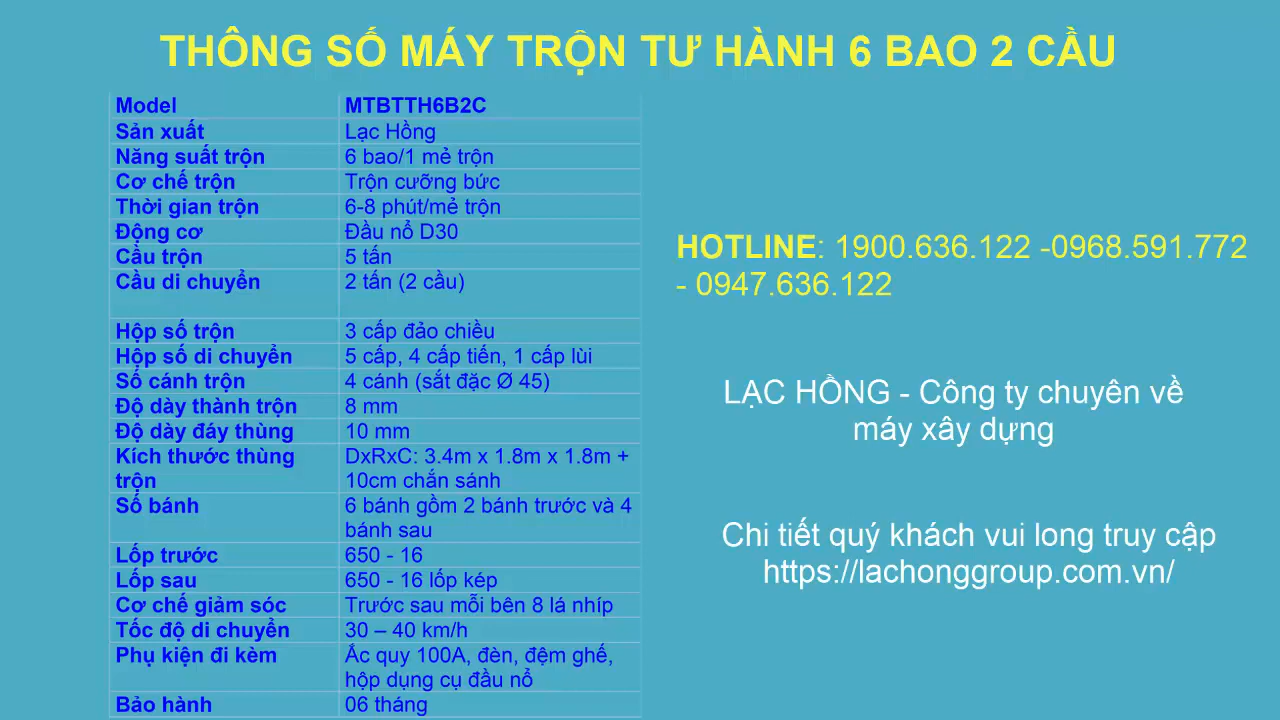 THÔNG SỐ MÁY TRỘN TƯ HÀNH 6 BAO 2 CẦU
Model MTBTTH6B2C
Sản xuất Lạc Hồng
Năng suất trộn 6 bao/1 mẻ trộn
Cơ chế trộn Trộn cưỡng bức
Thời gian trộn 6-8 phút/mẻ trộn
Động cơ Đầu nổ D30
Cầu trộn 5 tấn
Cầu di chuyển 2 tấn (2 cầu)
Hộp số trộn 3 cấp đảo chiều
Hộp số di chuyển 5 cấp, 4 cấp tiến, 1 cấp lùi
Số cánh trộn 4 cánh (sắt đặc Ø 45)
Độ dày thành trộn 8 mm
Độ dày đáy thùng 10 mm
Kích thước thùng DxRxC: 3.4m x 1.8m x 1.8m +
trộn 10cm chắn sánh
Số bánh 6 bánh gồm 2 bánh trước và 4
bánh sau
Lốp trước 650 - 16
Lốp sau 650 - 16 lốp kép
Cơ chế giảm sóc Trước sau mỗi bên 8 lá nhíp
Tốc độ di chuyển 30 – 40 km/h
Phụ kiện đi kèm Ắc quy 100A, đèn, đệm ghế,
hộp dụng cụ đầu nổ
Bảo hành 06 tháng
HOTLINE: 1900.636.122 -0968.591.772
- 0947.636.122
LẠC HỒNG - Công ty chuyên về
máy xây dựng
Chi tiết quý khách vui long truy cập
https://lachonggroup.com.vn/